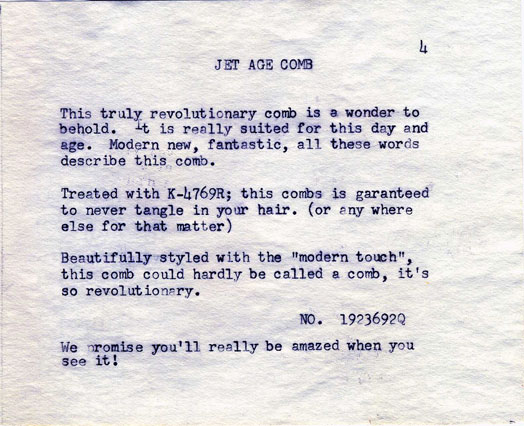 4
JET AGE COMB
This truly revolutionary comb is a wonder to
behold. It is really suited for this day and
age. Modern new, fantastic, all these words
describe this comb.
Treated with K-4769R; this combs is garanteed
to never tangle in your hair. (or any where
else for that matter)
Beautifully styled with the "modern touch",
this comb could hardly be called a comb, it's
so revolutionary.
NO. 1923692Q
We promise you'll really be amazed when you
see it!